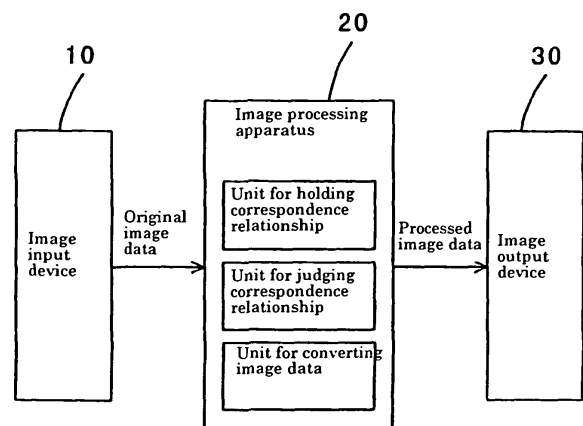 10
20
30
Image processing
apparatus
Image
input
device
Original
image
data
Unit for holding
correspondence
relationship
Unit for judging
correspondence
relationship
Unit for converting
image data
Processed
image data
Image
output
device